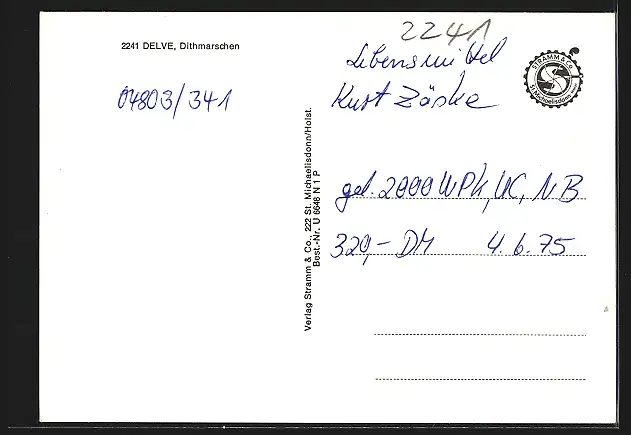 2241 DELVE, Dithmarschen
04803/341
Verlag Stramm & Co., 222 St. Michaelisdonn/Holst.
Best.-Nr. U 6648 N 1 P
2241
Lebensmittel
Kurt Zäske
STRAMM & Co
St. Michaelisdonn
gel. 2000 WPK, UC, NB
320,- DM 4.6.75